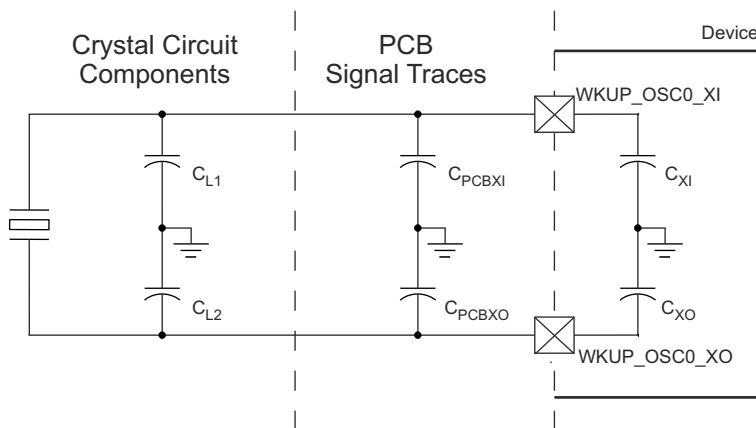 Crystal Circuit
Components
PCB
Signal Traces
Device
WKUP_OSC0_XI
CL1
CPCBXI
CXI
CL2
CPCBXO
CXO
WKUP_OSC0_XO